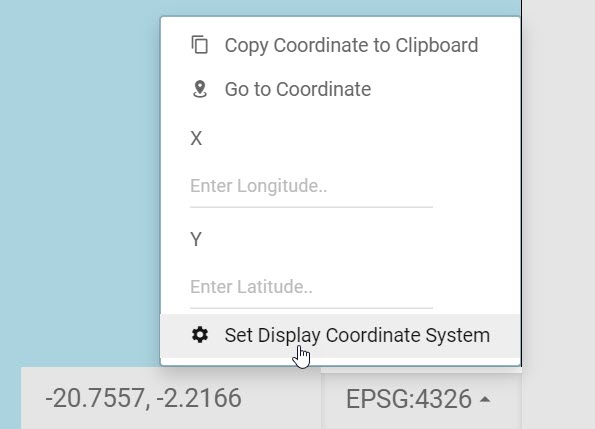 Copy Coordinate to Clipboard
Go to Coordinate
X
Enter Longitude..
Y
Enter Latitude..
Set Display Coordinate System
-20.7557, -2.2166 EPSG:4326